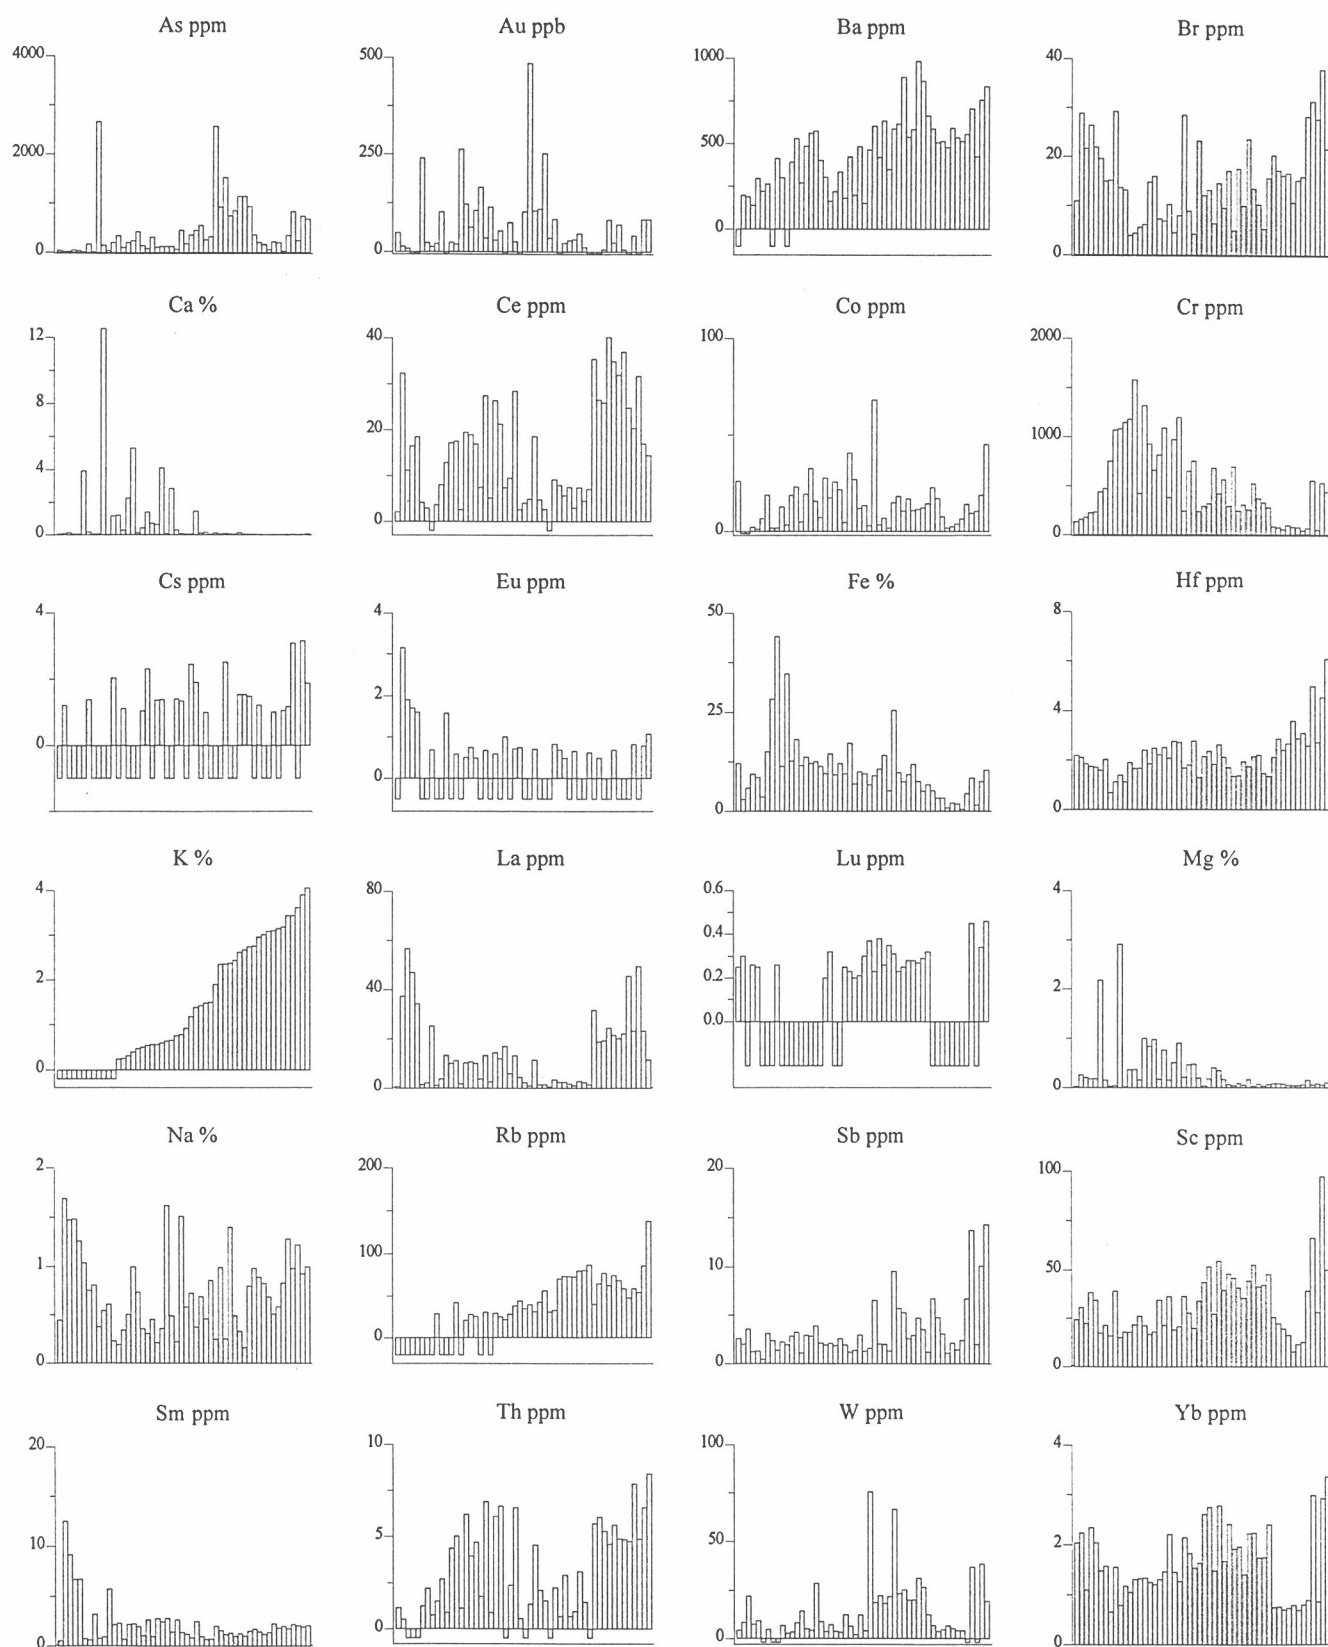 As ppm Au ppb Ba ppm Br ppm
4000 500 1000 40
2000 250 500 20
0 0 0 0
Ca % Ce ppm Co ppm Cr ppm
12 40 100 2000
8 20 1000
4
0 0 0 0
Cs ppm Eu ppm Fe % Hf ppm
4 4 50 8
2 25 4
0 0 0 0
K % La ppm Lu ppm Mg %
4 80 0.6 4
2 40 0.4 2
0.2
0 0 0.0 0
Na % Rb ppm Sb ppm Sc ppm
2 200 20 100
1 100 10 50
0 0 0 0
Sm ppm Th ppm W ppm Yb ppm
20 10 100 4
10 5 50 2
0 0 0 0